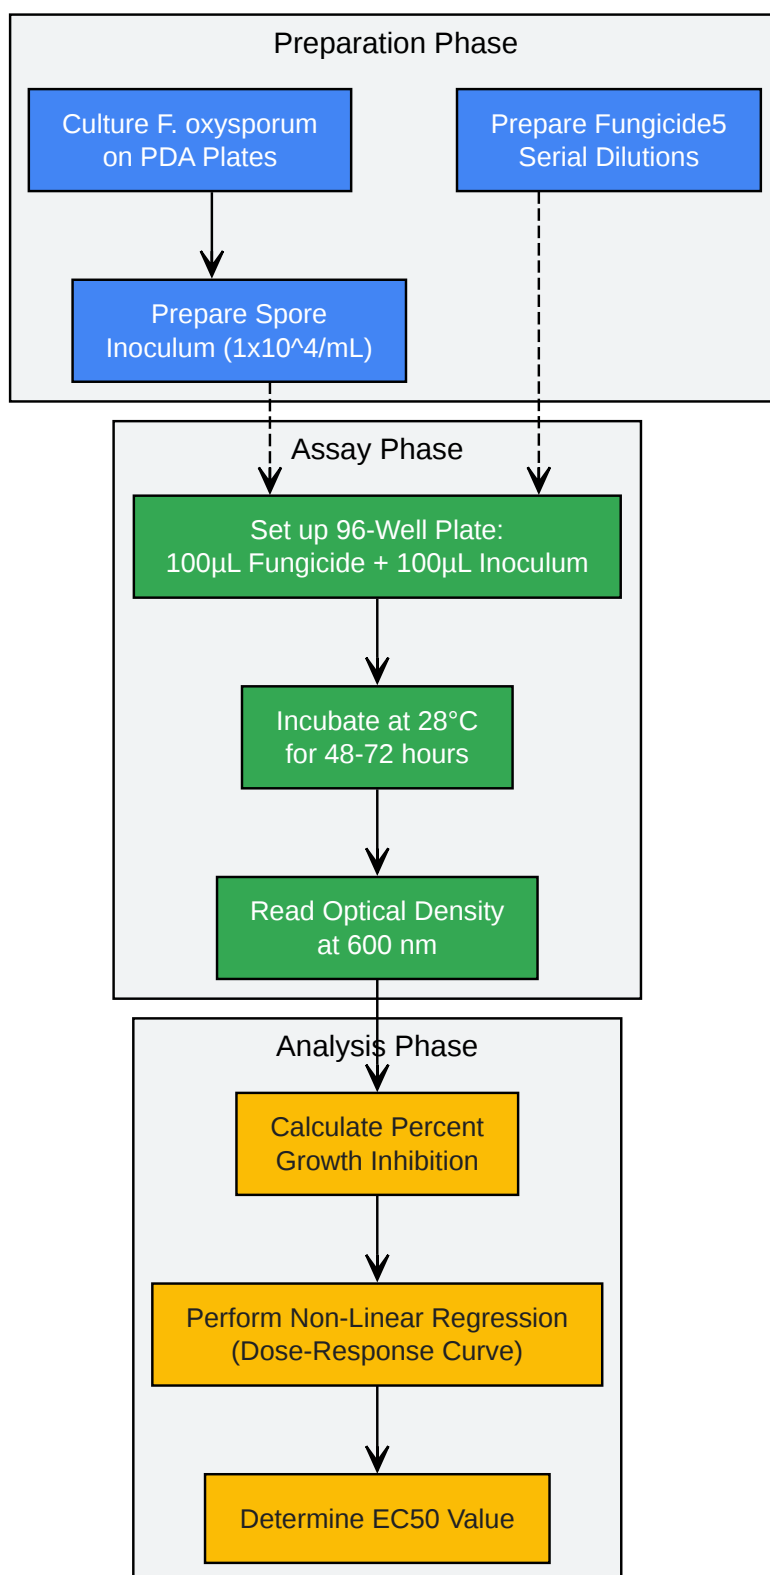 Preparation Phase
Culture F. oxysporum
on PDA Plates
Prepare Fungicide5
Serial Dilutions
Prepare Spore
Inoculum (1x10^4/mL)
Assay Phase
Set up 96-Well Plate:
100µL Fungicide + 100µL Inoculum
Incubate at 28°C
for 48-72 hours
Read Optical Density
at 600 nm
Analysis Phase
Calculate Percent
Growth Inhibition
Perform Non-Linear Regression
(Dose-Response Curve)
Determine EC50 Value